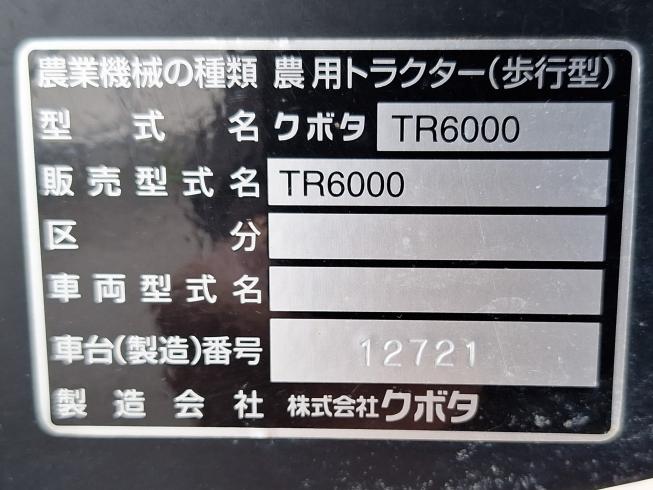 農業機械の種類 農用トラクター(歩行型)
型式名 クボタ TR6000
販売型式名 TR6000
区分
車両型式名
車台(製造)番号 12721
製造会社 株式会社クボタ